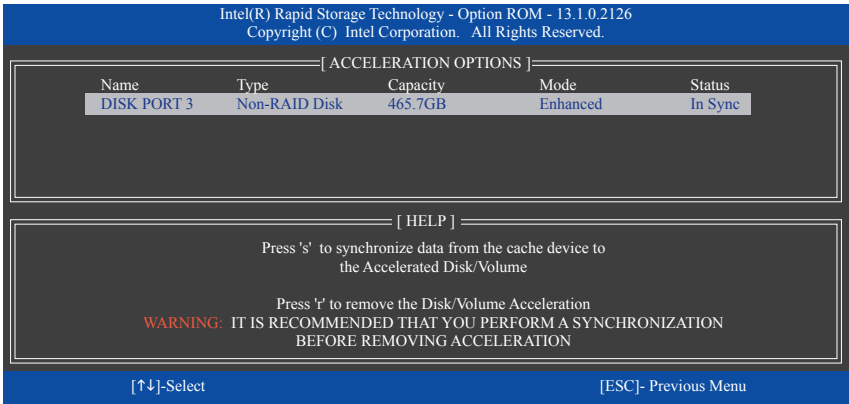 Intel(R) Rapid Storage Technology - Option ROM - 13.1.0.2126
Copyright (C) Intel Corporation. All Rights Reserved.
[ ACCELERATION OPTIONS ]
Name Type Capacity Mode Status
DISK PORT 3 Non-RAID Disk 465.7GB Enhanced In Sync
[ HELP ]
Press 's' to synchronize data from the cache device to
the Accelerated Disk/Volume
Press 'r' to remove the Disk/Volume Acceleration
WARNING: IT IS RECOMMENDED THAT YOU PERFORM A SYNCHRONIZATION
BEFORE REMOVING ACCELERATION
[↑↓]-Select [ESC]- Previous Menu